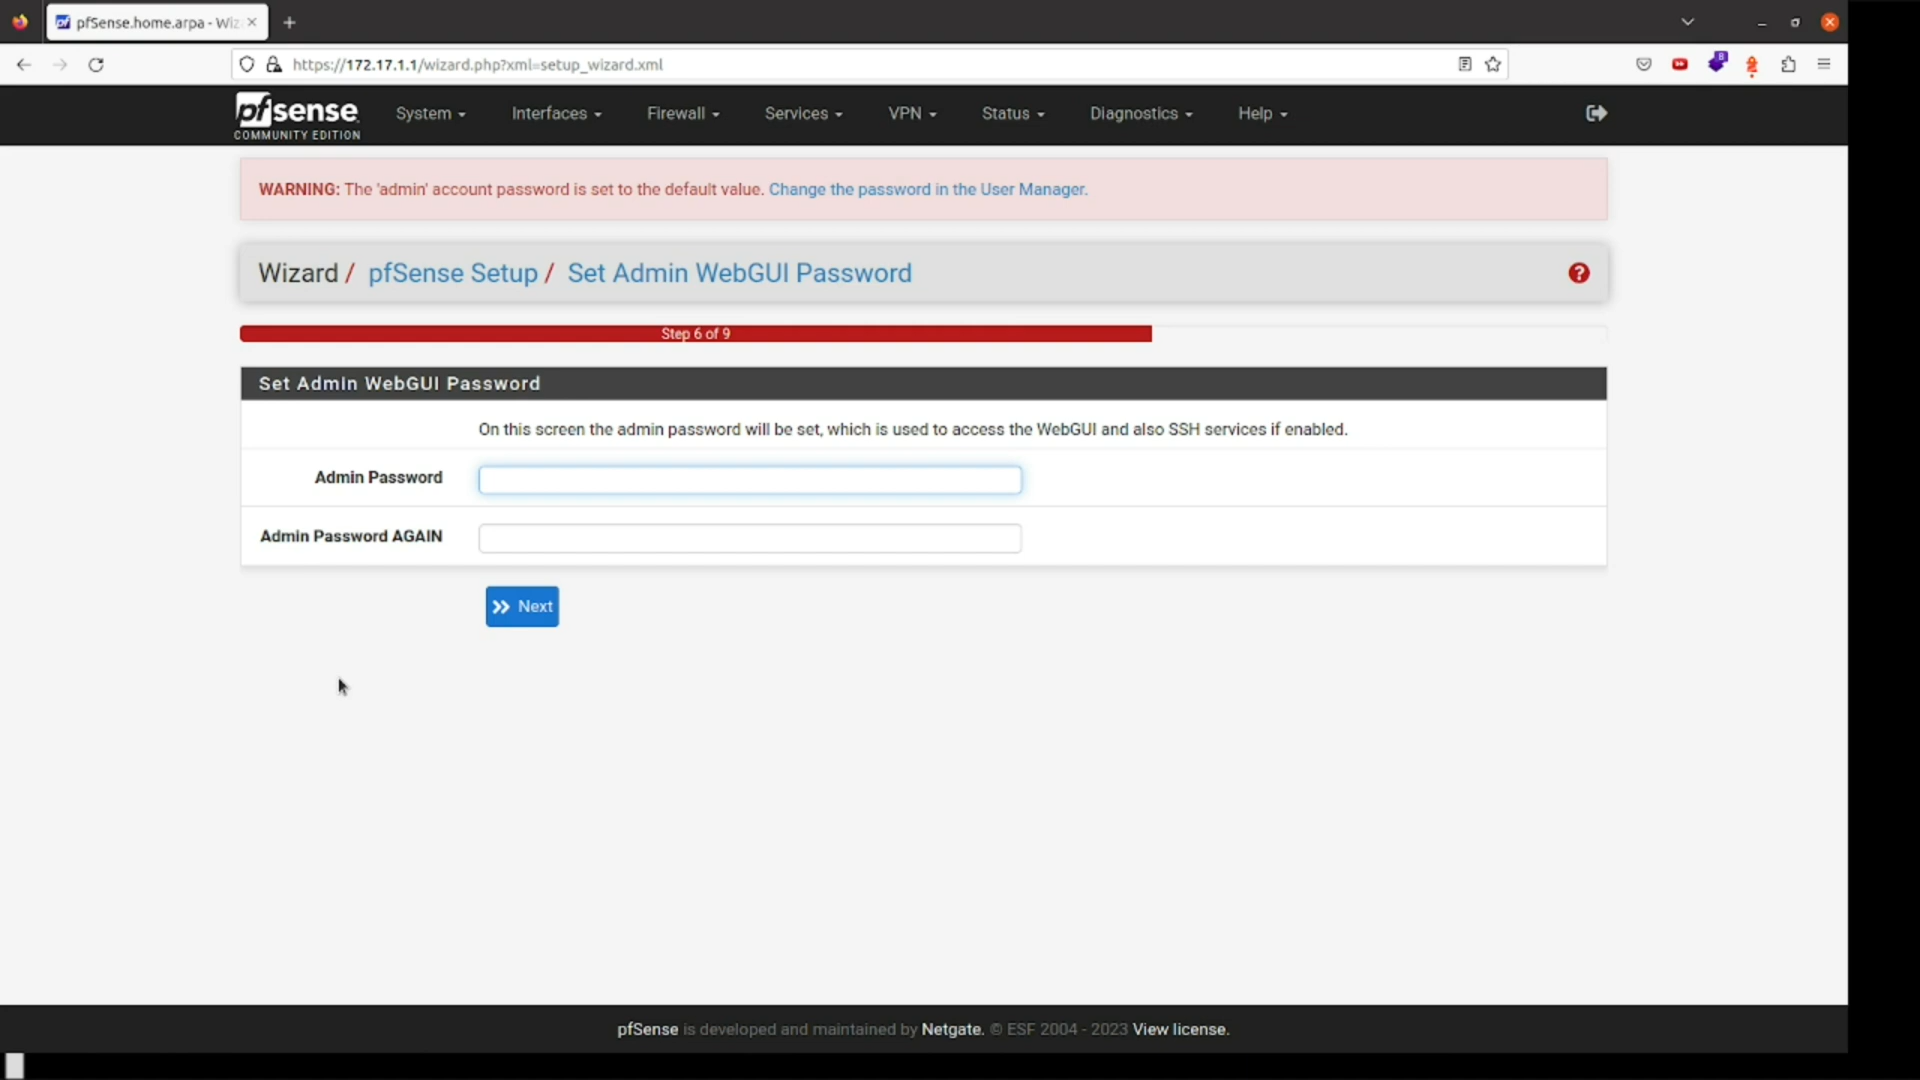 pfSense.home.arpa - Wiz
https://172.17.1.1/wizard.php?xml=setup_wizard.xml
pfsense
COMMUNITY EDITION
System
Interfaces
Firewall
Services
VPN
Status
Diagnostics
Help
WARNING: The 'admin' account password is set to the default value. Change the password in the User Manager.
Wizard / pfSense Setup / Set Admin WebGUI Password
Step 6 of 9
Set Admin WebGUI Password
On this screen the admin password will be set, which is used to access the WebGUI and also SSH services if enabled.
Admin Password
Admin Password AGAIN
Next
pfSense is developed and maintained by Netgate. © ESF 2004 - 2023 View license.